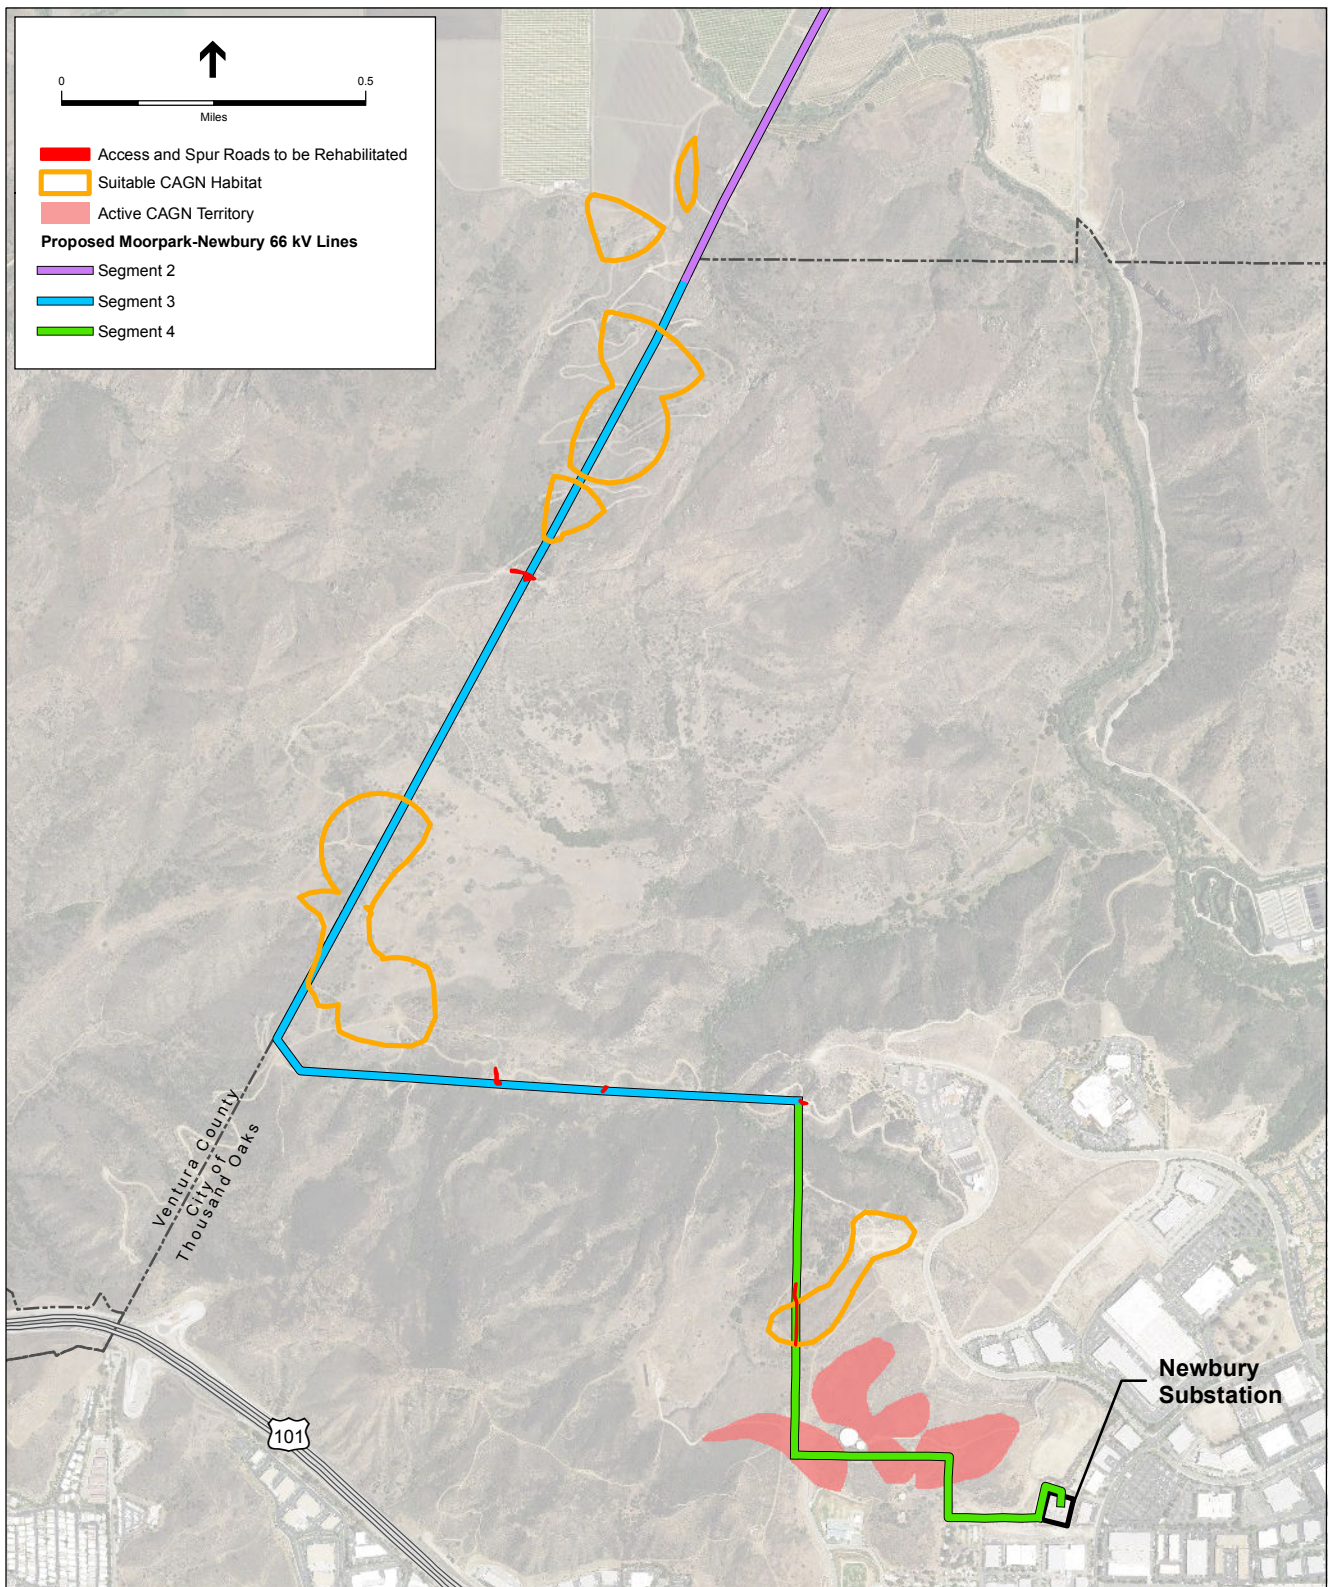 0 0.5
Miles
Access and Spur Roads to be Rehabilitated
Suitable CAGN Habitat
Active CAGN Territory
Proposed Moorpark-Newbury 66 kV Lines
Segment 2
Segment 3
Segment 4
Ventura County
City of
Thousand Oaks
Newbury
Substation
101